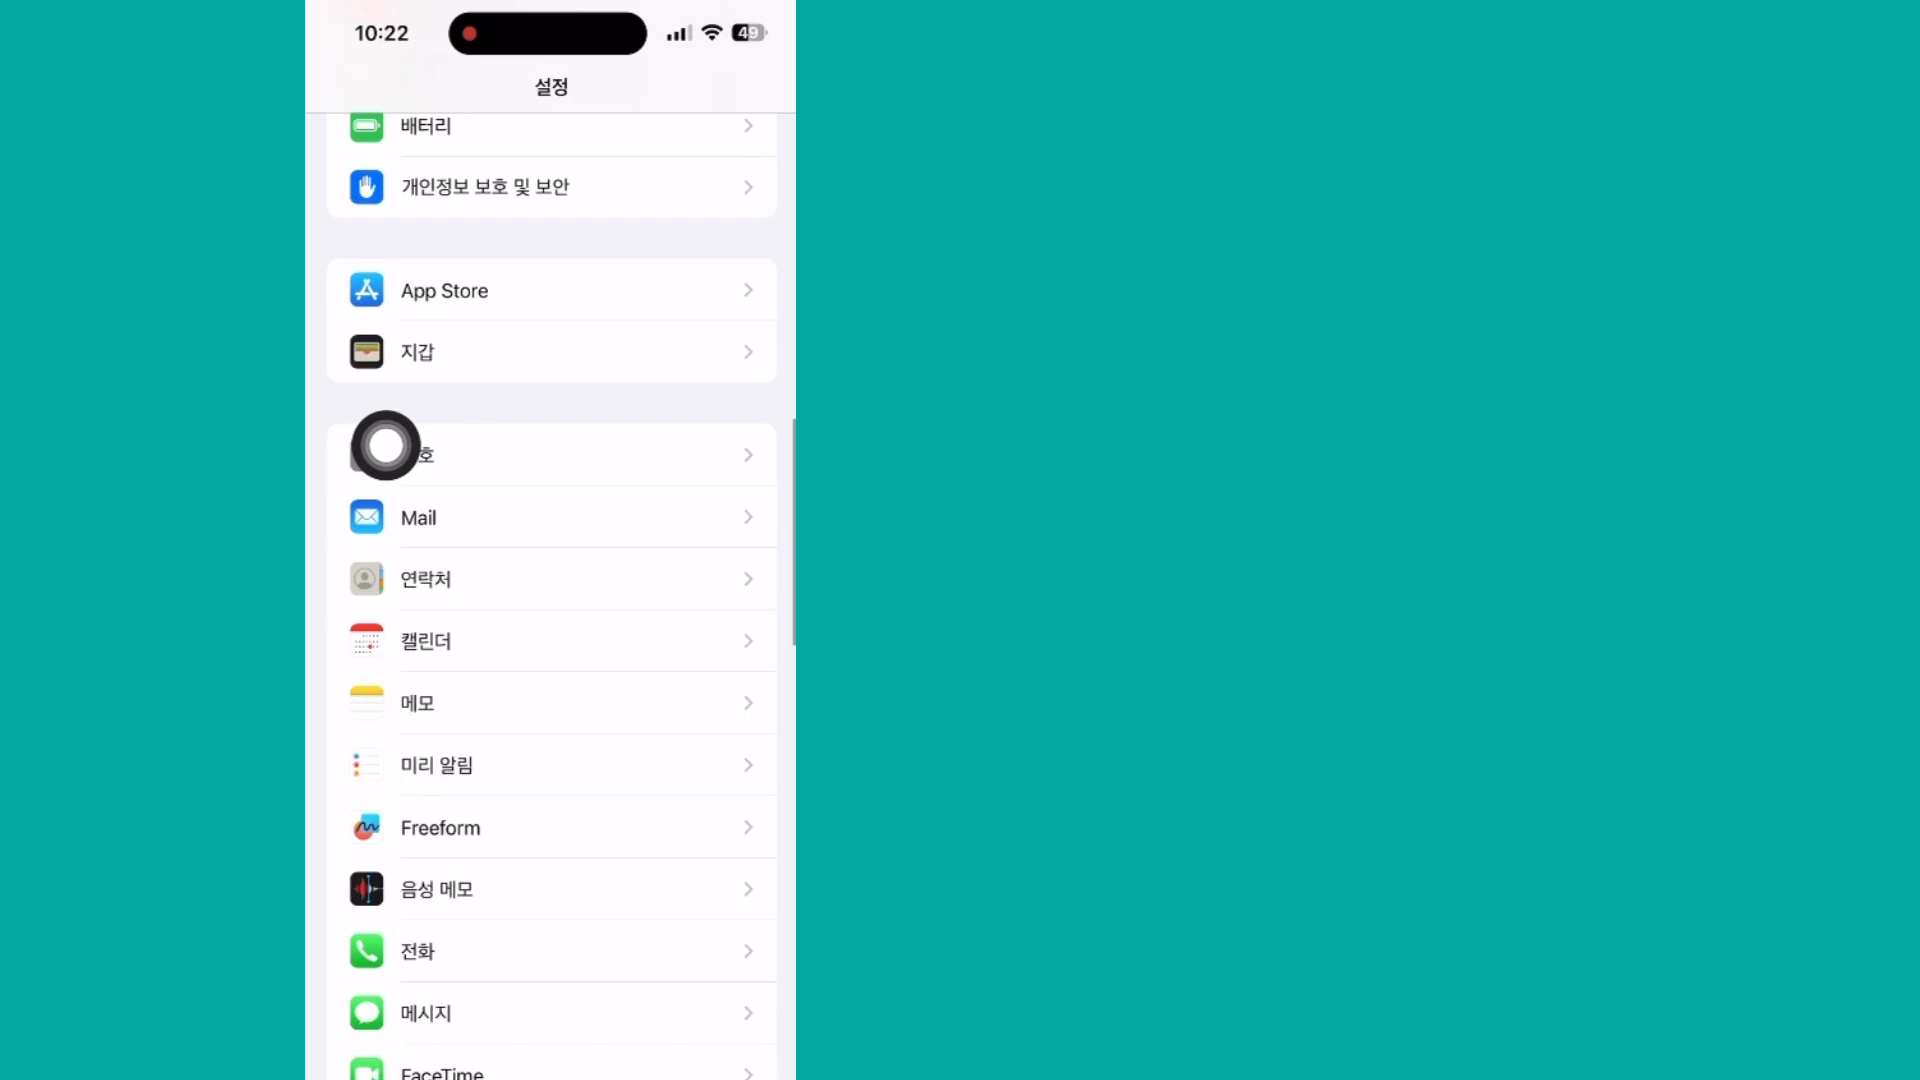 10:22
49
설정
배터리
개인정보 보호 및 보안
App Store
지갑
호
Mail
연락처
캘린더
메모
미리 알림
Freeform
음성 메모
전화
메시지
FaceTime